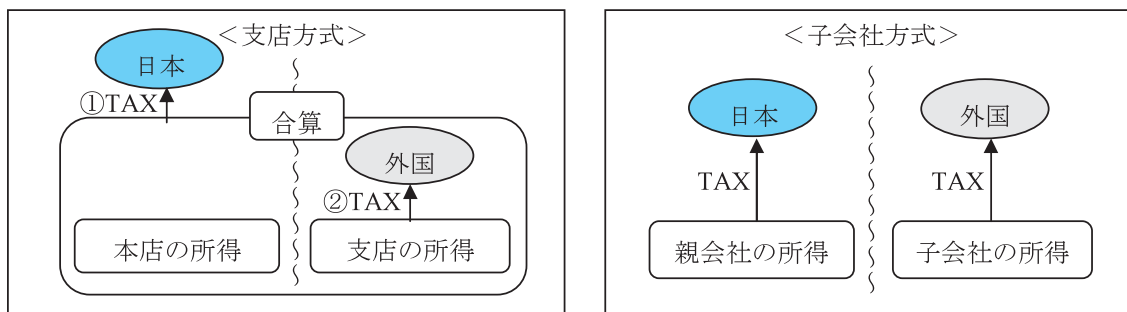 ＜支店方式＞
日本
①TAX
合算
外国
②TAX
本店の所得
支店の所得
＜子会社方式＞
日本
外国
TAX
TAX
親会社の所得
子会社の所得